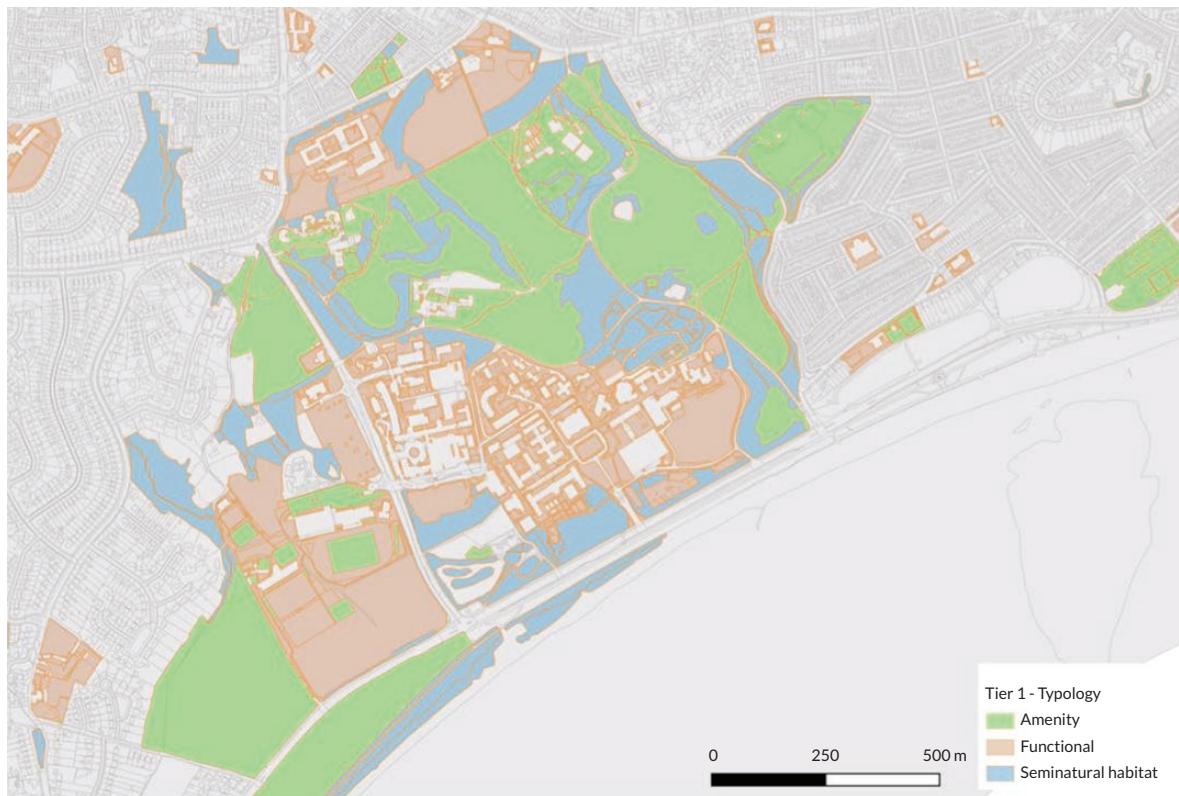 Tier 1 - Typology
Amenity
Functional
Seminatural habitat
0 250 500 m